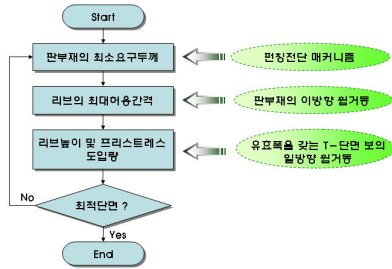 Start
판부재의 최소요구두께
펀칭전단 매커니즘
리브의 최대허용간격
판부재의 이방향 휨거동
리브높이 및 프리스트레스
도입량
유효폭을 갖는 T-단면 보의
일방향 휨거동
No
최적단면 ?
Yes
End